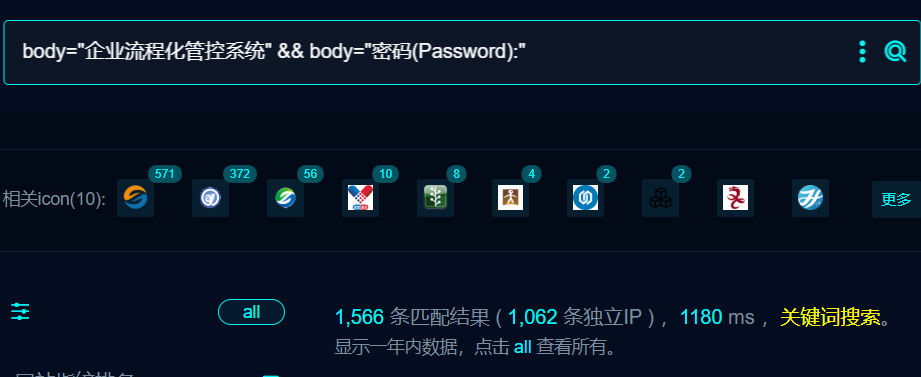 body="企业流程化管控系统" && body="密码(Password):"
相关icon(10): 571 372 56 10 8 4 2 2 更多
all
1,566 条匹配结果 ( 1,062 条独立IP ) ，1180 ms ，关键词搜索。
显示一年内数据，点击 all 查看所有。